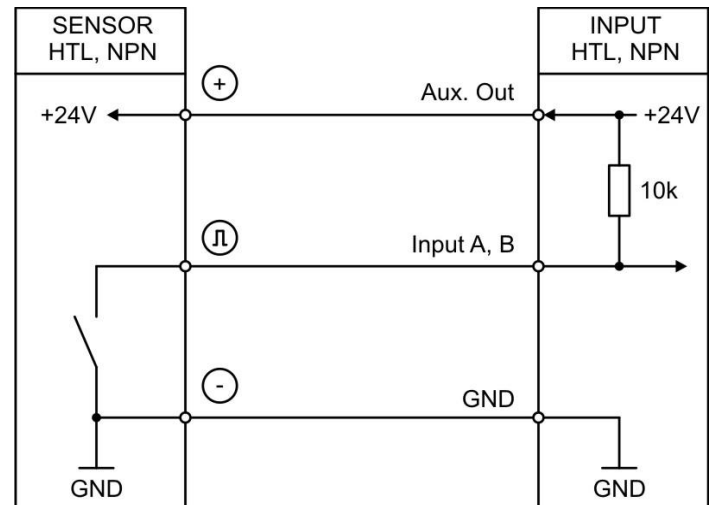 SENSOR
HTL, NPN
INPUT
HTL, NPN
+
Aux. Out
+24V
+24V
10k
Input A, B
-
GND
GND
GND